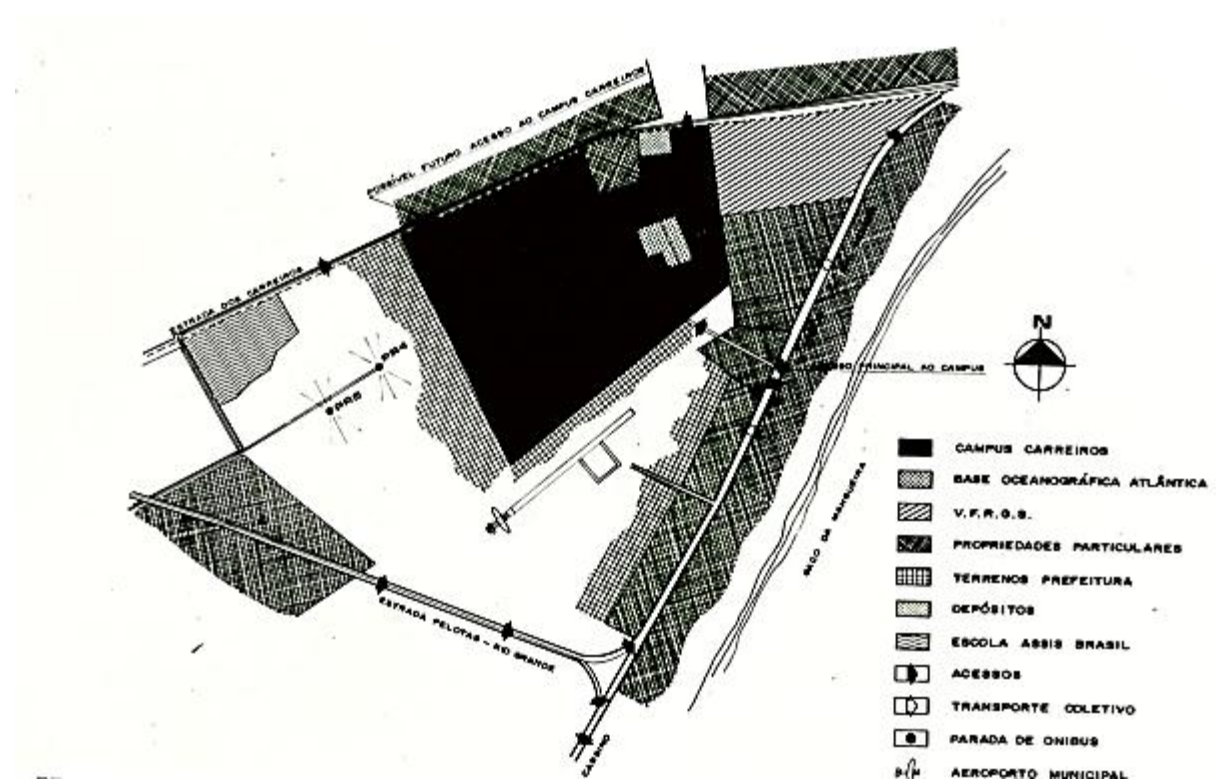 POSSÍVEL FUTURO ACESSO AO CAMPUS CARREIROS
ESTRADA DOS CARREIROS
PR4
PR5
N
PRINCIPAL AO CAMPUS
SACO DA MANGUEIRA
ESTRADA PELOTAS - RIO GRANDE
CASSINO
CAMPUS CARREIROS
BASE OCEANOGRÁFICA ATLÂNTICA
V.F.R.G.S.
PROPRIEDADES PARTICULARES
TERRENOS PREFEITURA
DEPÓSITOS
ESCOLA ASSIS BRASIL
ACESSOS
TRANSPORTE COLETIVO
PARADA DE ONIBUS
AEROPORTO MUNICIPAL